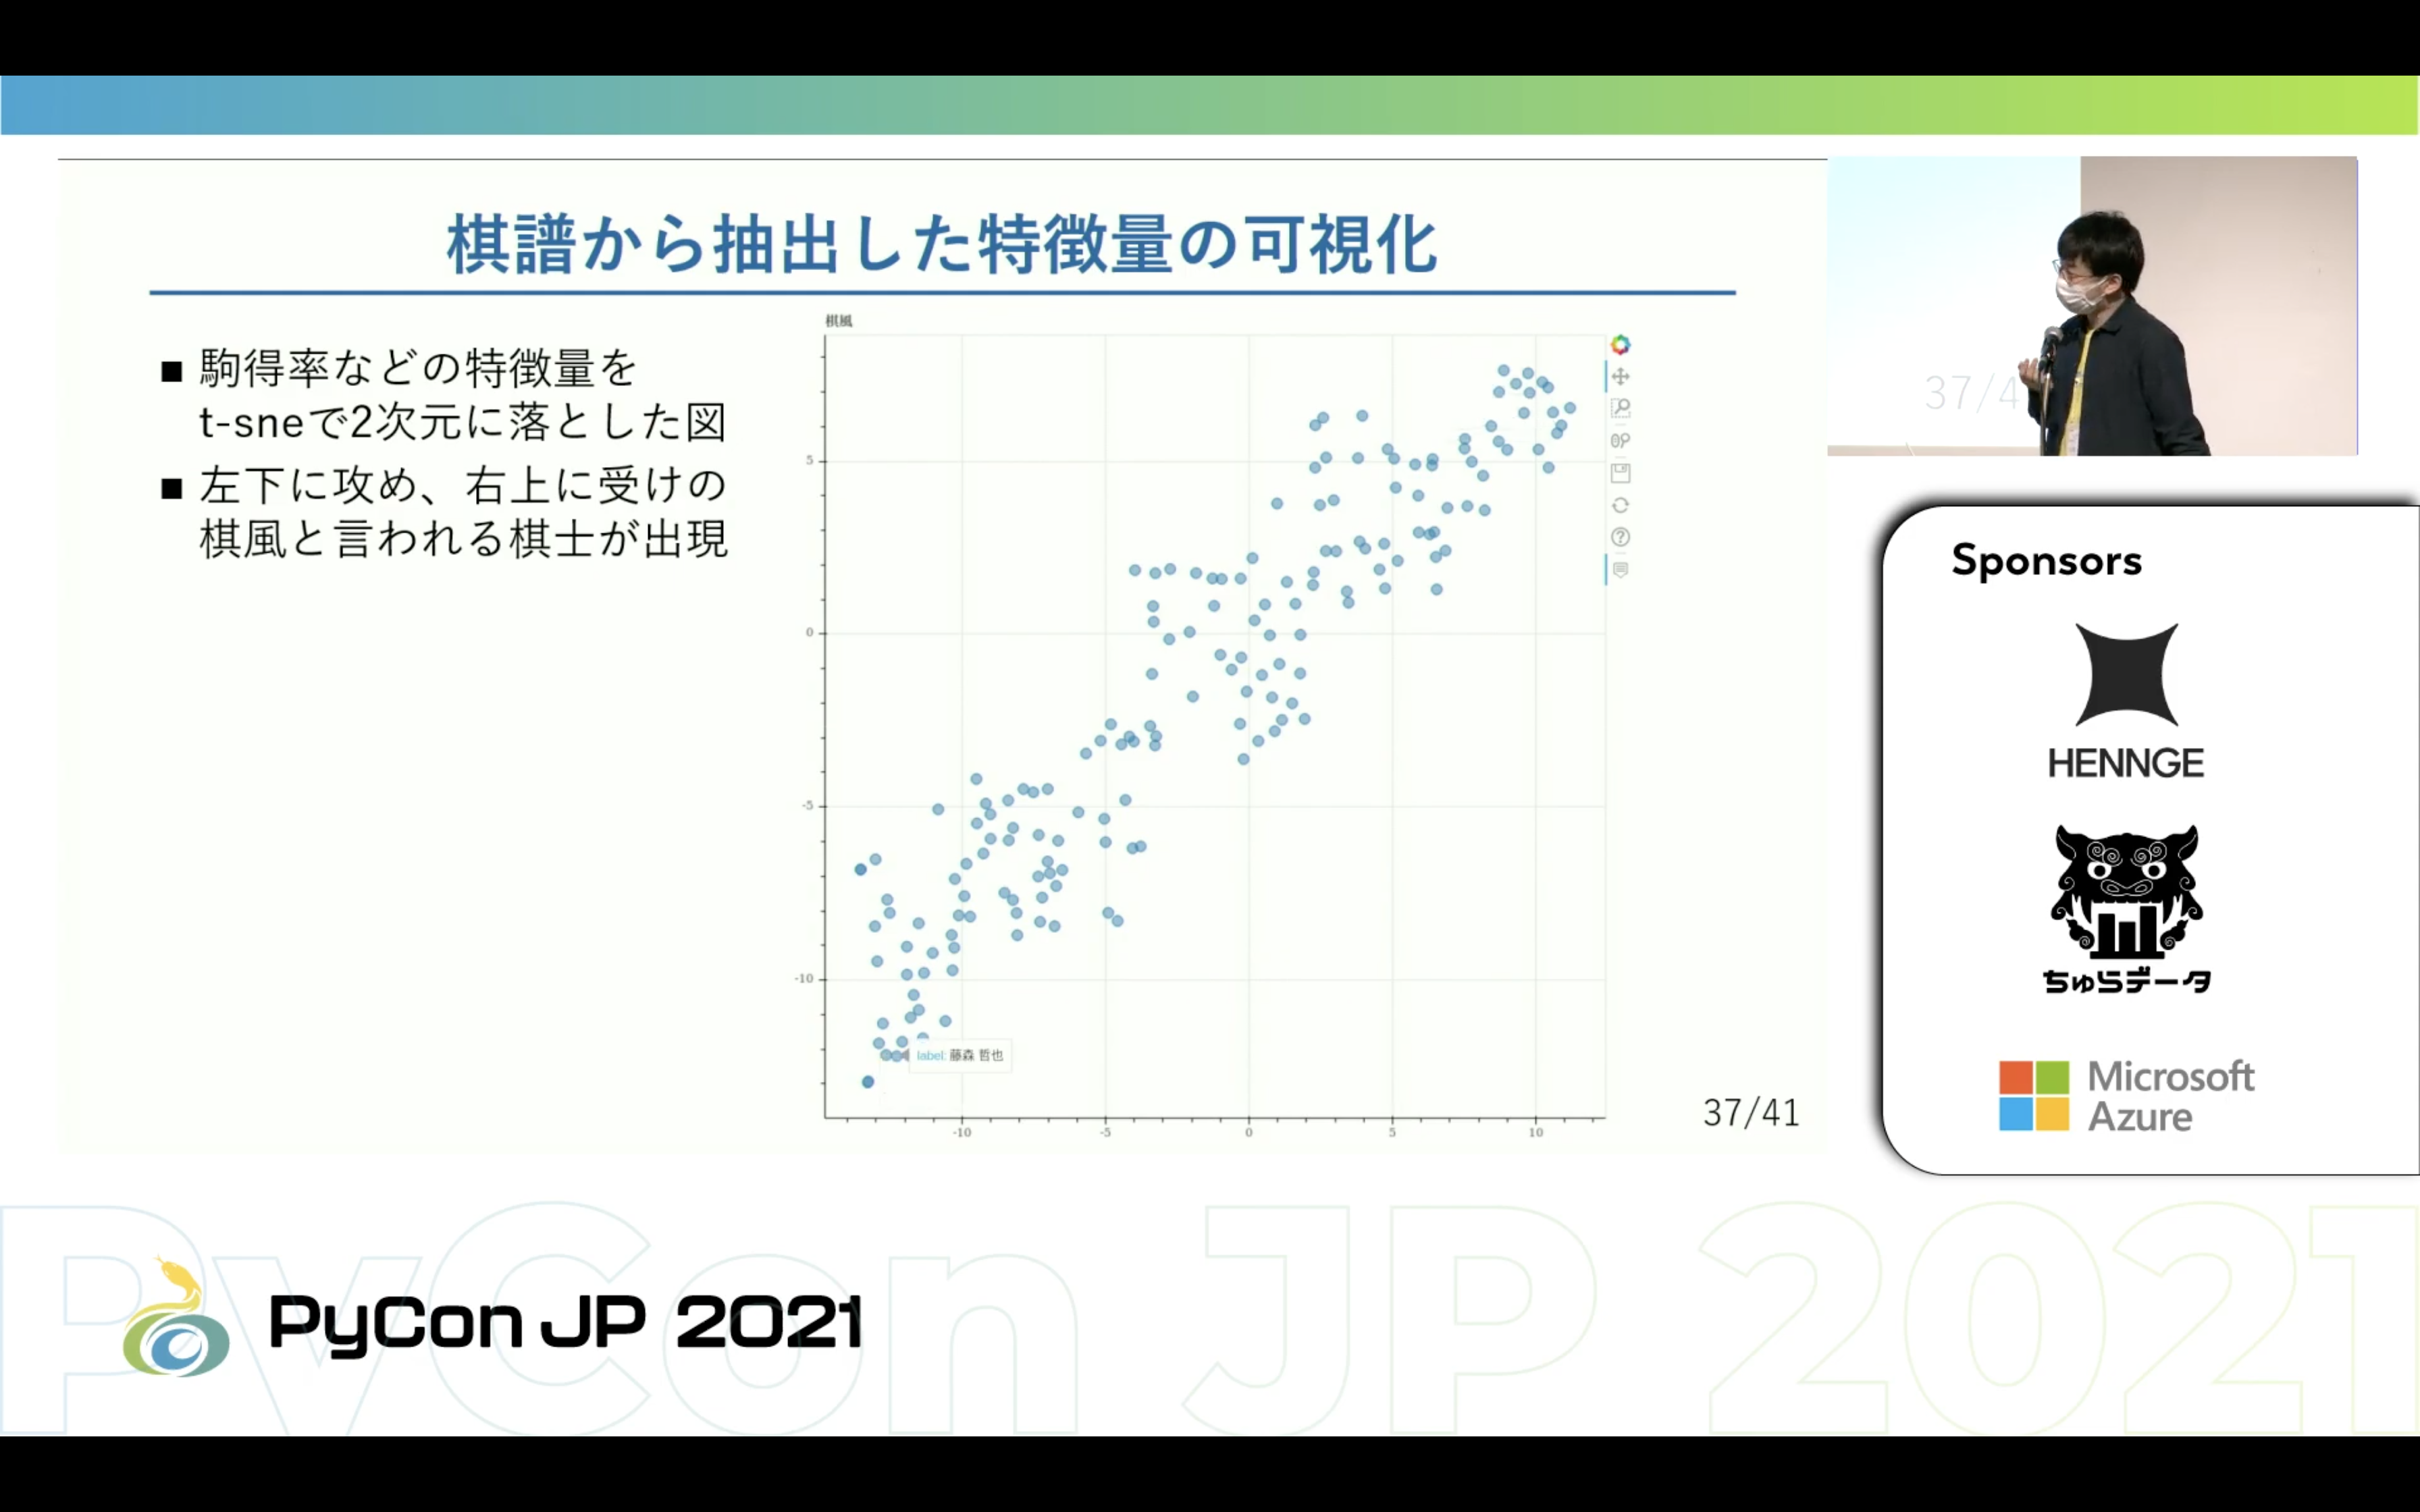 棋譜から抽出した特徴量の可視化
■ 駒得率などの特徴量を
t-sneで2次元に落とした図
■ 左下に攻め、右上に受けの
棋風と言われる棋士が出現
棋風
5
0
-5
-10
-10
-5
0
5
10
label: 藤森 哲也
37/41
37/4
Sponsors
HENNGE
ちゅらデータ
Microsoft
Azure
PyCon JP 2021
PyCon JP 2021